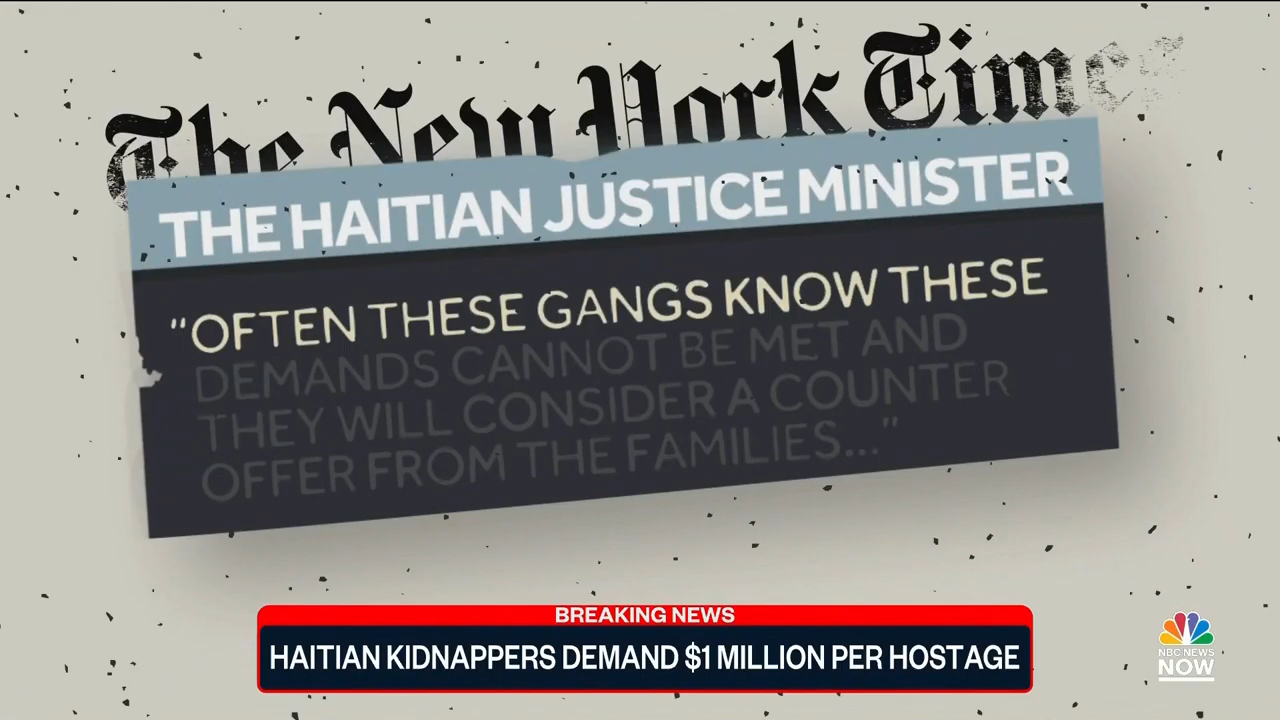 The New York Times
THE HAITIAN JUSTICE MINISTER
"OFTEN THESE GANGS KNOW THESE
DEMANDS CANNOT BE MET AND
THEY WILL CONSIDER A COUNTER
OFFER FROM THE FAMILIES..."
BREAKING NEWS
HAITIAN KIDNAPPERS DEMAND $1 MILLION PER HOSTAGE
NBC NEWS
NOW